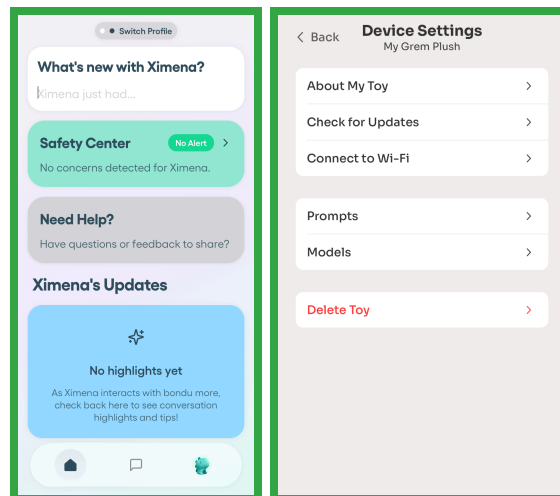 Switch Profile
What's new with Ximena?
Ximena just had...
Safety Center
No Alert
No concerns detected for Ximena.
Need Help?
Have questions or feedback to share?
Ximena's Updates
No highlights yet
As Ximena interacts with bondu more,
check back here to see conversation
highlights and tips!
Back
Device Settings
My Grem Plush
About My Toy
Check for Updates
Connect to Wi-Fi
Prompts
Models
Delete Toy